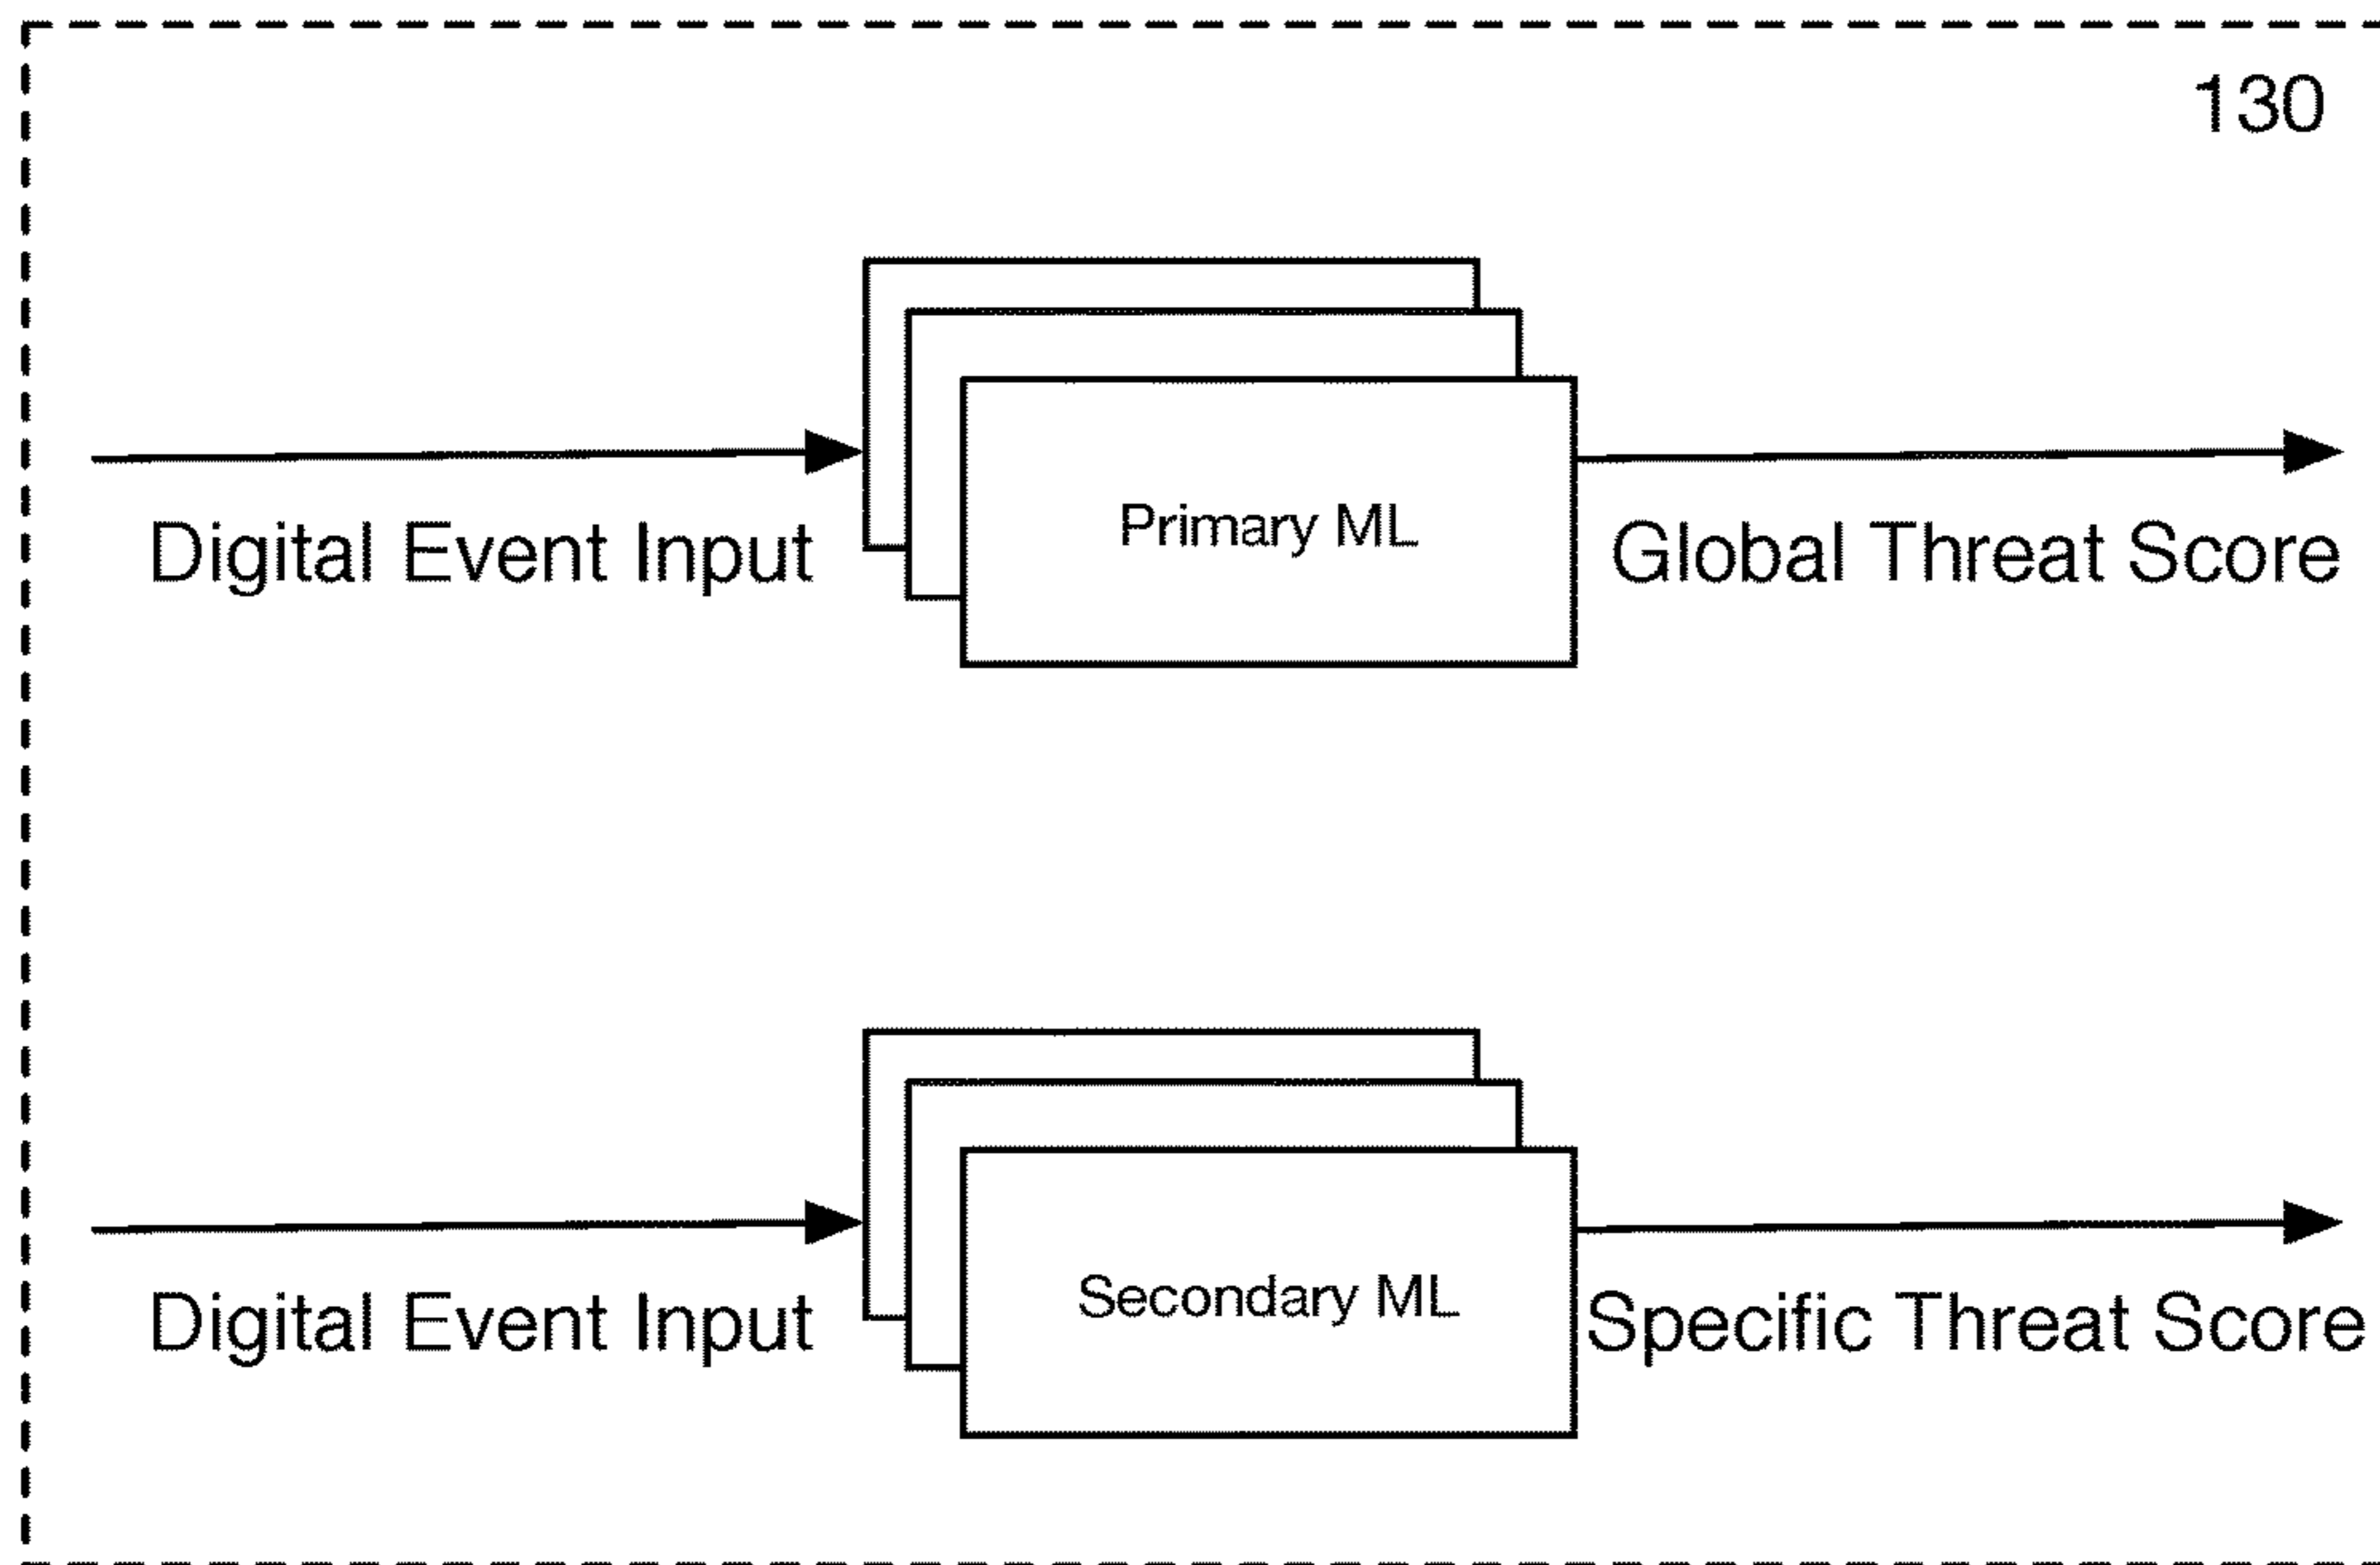 130
Primary ML
Digital Event Input
Global Threat Score
Secondary ML
Digital Event Input
Specific Threat Score